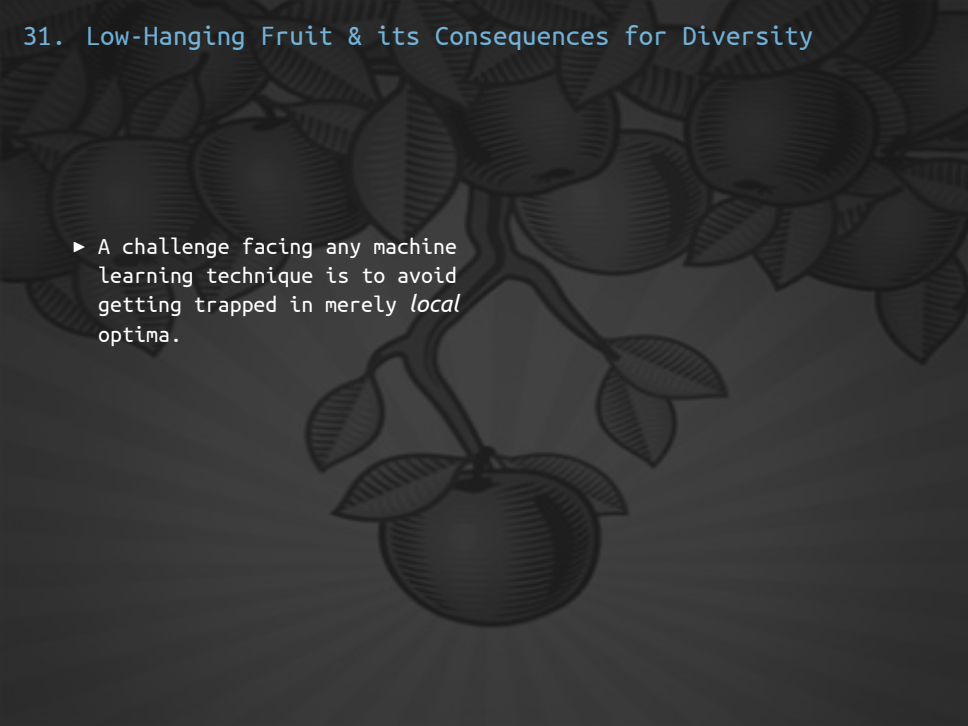 31. Low-Hanging Fruit & its Consequences for Diversity
▶ A challenge facing any machine
learning technique is to avoid
getting trapped in merely local
optima.